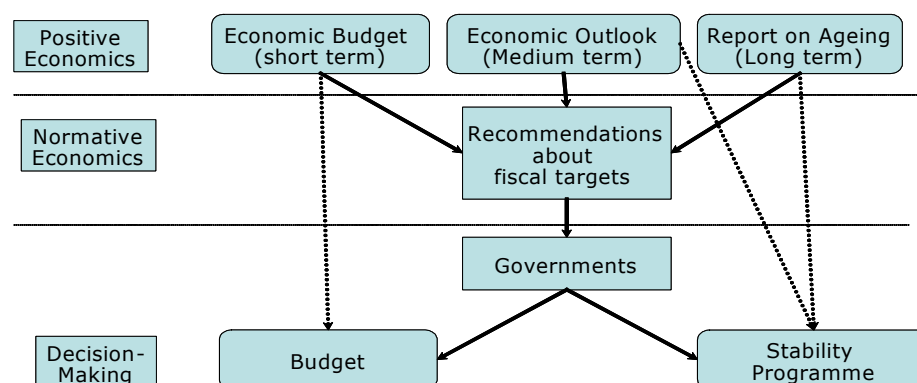 Positive
Economics
Economic Budget
(short term)
Economic Outlook
(Medium term)
Report on Ageing
(Long term)
Normative
Economics
Recommendations
about
fiscal targets
Governments
Decision-
Making
Budget
Stability
Programme